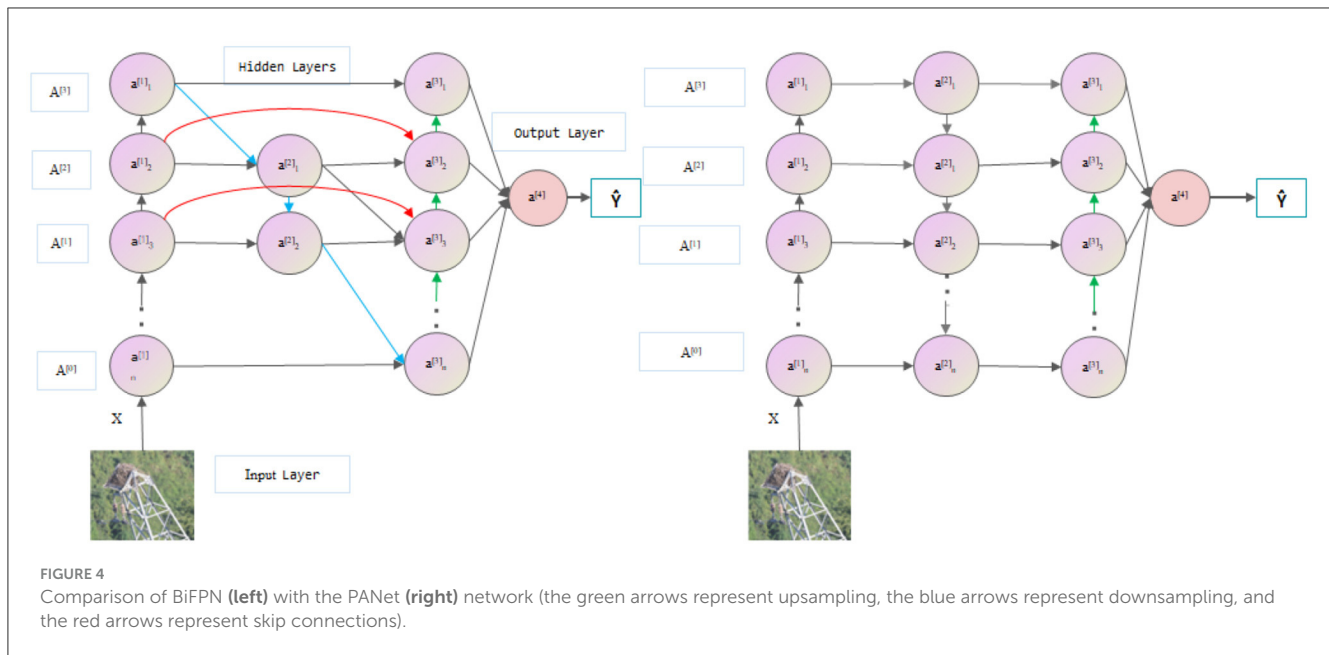 Hidden Layers
Output Layer
Input Layer
A[3]
a[1]1
a[3]1
A[2]
a[1]2
a[2]1
a[3]2
a[4]
Ŷ
A[1]
a[1]3
a[2]2
a[3]3
A[0]
a[1]n
a[3]n
X
A[3]
a[1]1
a[2]1
a[3]1
A[2]
a[1]2
a[2]1
a[3]2
a[4]
Ŷ
A[1]
a[1]3
a[2]2
a[3]3
A[0]
a[1]n
a[2]n
a[3]n
X
FIGURE 4
Comparison of BiFPN (left) with the PANet (right) network (the green arrows represent upsampling, the blue arrows represent downsampling, and
the red arrows represent skip connections).